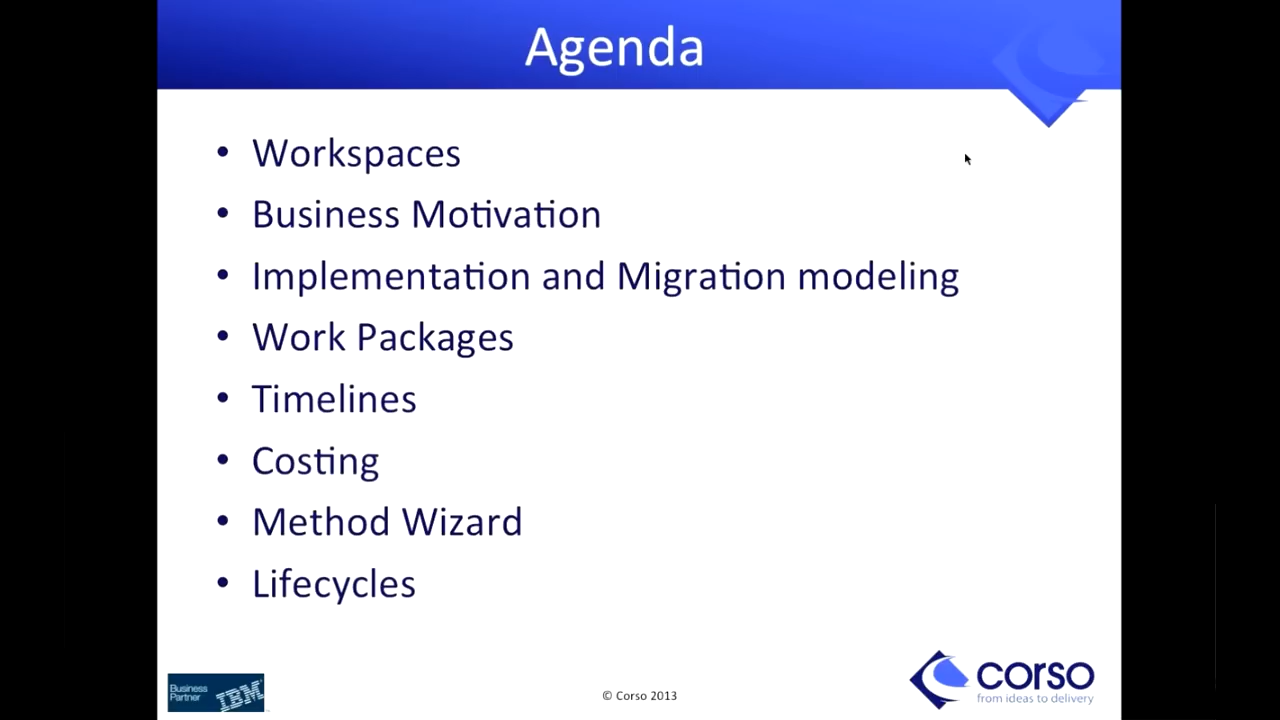 Agenda
• Workspaces
• Business Motivation
• Implementation and Migration modeling
• Work Packages
• Timelines
• Costing
• Method Wizard
• Lifecycles
Business
Partner
IBM
© Corso 2013
corso
from ideas to delivery